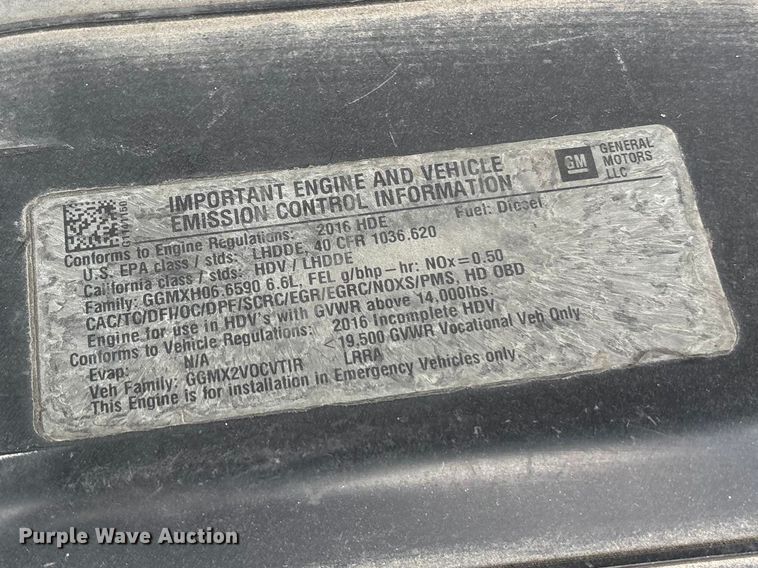 IMPORTANT ENGINE AND VEHICLE
EMISSION CONTROL INFORMATION
GM
GENERAL
MOTORS
LLC
Conforms to Engine Regulations: 2016 HDE Fuel: Diesel
U.S. EPA class / stds: LHDDE, 40 CFR 1036.620
California class / stds: HDV / LHDDE
Family: GGMXH06.6590 6.6L, FEL g/bhp-hr: NOx=0.50
CAC/TC/DFI/OC/DPF/SCRC/EGR/EGRC/NOXS/PMS, HD OBD
Engine for use in HDV's with GVWR above 14,000lbs.
Conforms to Vehicle Regulations: 2016 Incomplete HDV
<19,500 GVWR Vocational Veh Only
Evap: N/A LRRA
Veh Family: GGMX2VOCVTIR
This Engine is for installation in Emergency Vehicles only.
Purple Wave Auction